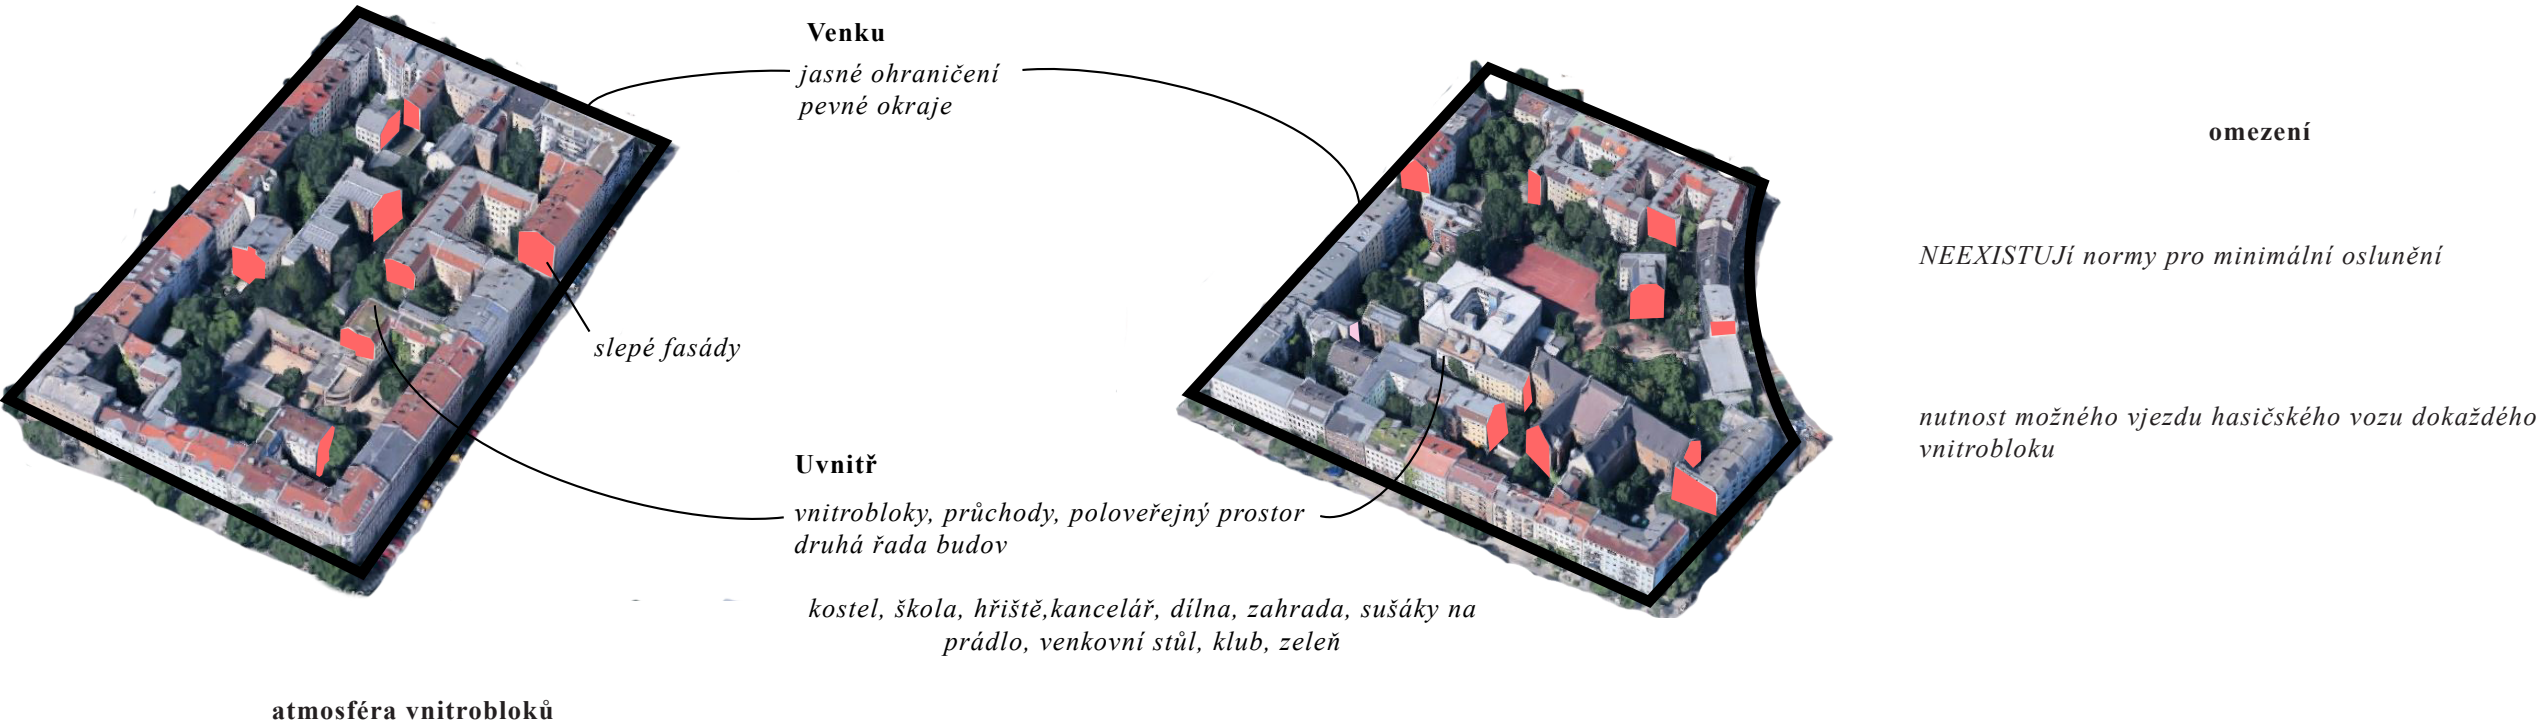 Venku
jasné ohraničení
pevné okraje
slepé fasády
Uvnitř
vnitrobloky, průchody, poloveřejný prostor
druhá řada budov
kostel, škola, hřiště,kancelář, dílna, zahrada, sušáky na
prádlo, venkovní stůl, klub, zeleň
atmosféra vnitrobloků
omezení
NEEXISTUJí normy pro minimální oslunění
nutnost možného vjezdu hasičského vozu dokaždého
vnitrobloku